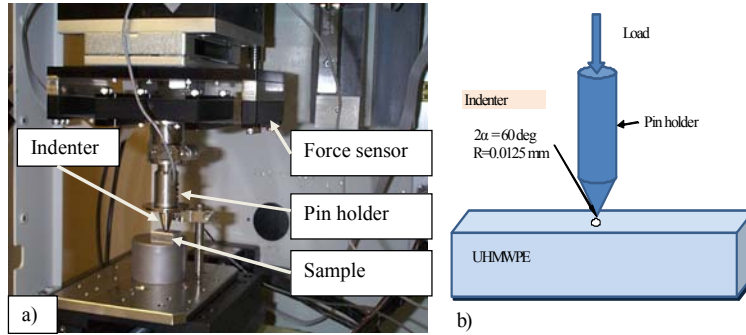 Indenter
Force sensor
Pin holder
Sample
a)
Load
Indenter
2α = 60 deg
R=0.0125 mm
Pin holder
UHMWPE
b)